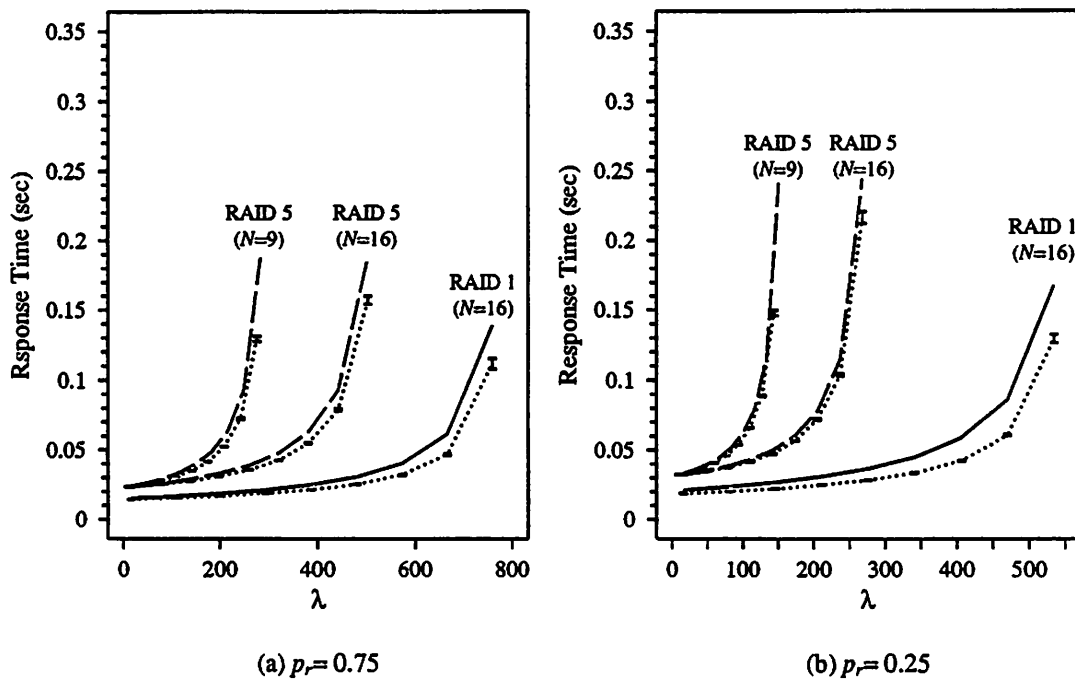 0.35
0.3
0.25
0.2
0.15
0.1
0.05
0
Rsponse Time (sec)
RAID 5
(N=9)
RAID 5
(N=16)
RAID 1
(N=16)
0 200 400 600 800
λ
(a) pᵣ= 0.75
0.35
0.3
0.25
0.2
0.15
0.1
0.05
0
Response Time (sec)
RAID 5
(N=9)
RAID 5
(N=16)
RAID 1
(N=16)
0 100 200 300 400 500
λ
(b) pᵣ= 0.25